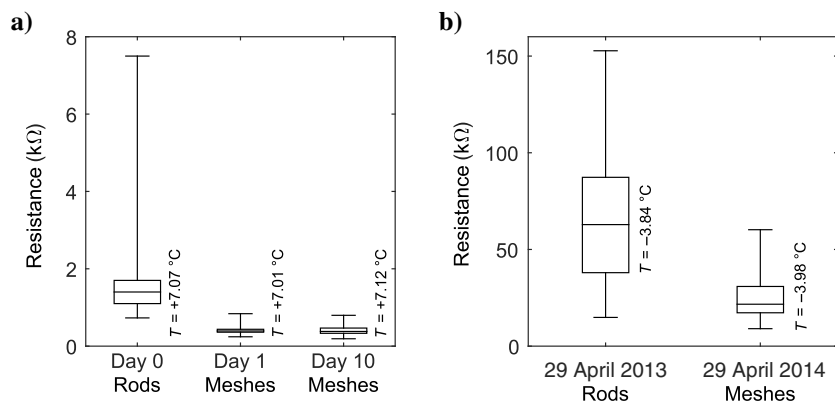 a)
Resistance (kΩ)
8
6
4
2
0
T = +7.07 °C
T = +7.01 °C
T = +7.12 °C
Day 0
Rods
Day 1
Meshes
Day 10
Meshes
b)
Resistance (kΩ)
150
100
50
0
T = −3.84 °C
T = −3.98 °C
29 April 2013
Rods
29 April 2014
Meshes